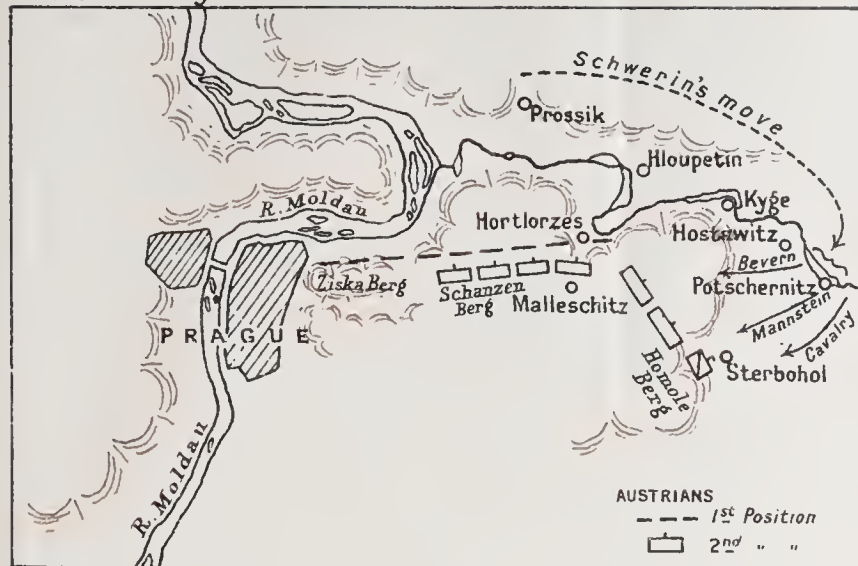 Schwerin's move
Prossik
Hloupetin
R. Moldau
Kyge
Hortlorzes
Hostawitz
Bevern
Ziska Berg
Schanzen
Berg
Malleschitz
Potschernitz
Mannstein
Cavalry
PRAGUE
Homole
Berg
Sterbohol
R. Moldau
AUSTRIANS
1st Position
2nd " "